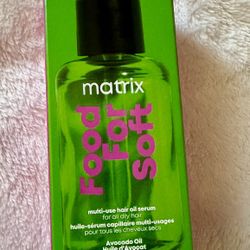 matrix
Food
For
Soft
multi-use hair oil serum
for all dry hair
huile-sérum capillaire multi-usages
pour tous les cheveux secs
Avocado Oil
Huile d'Avocat